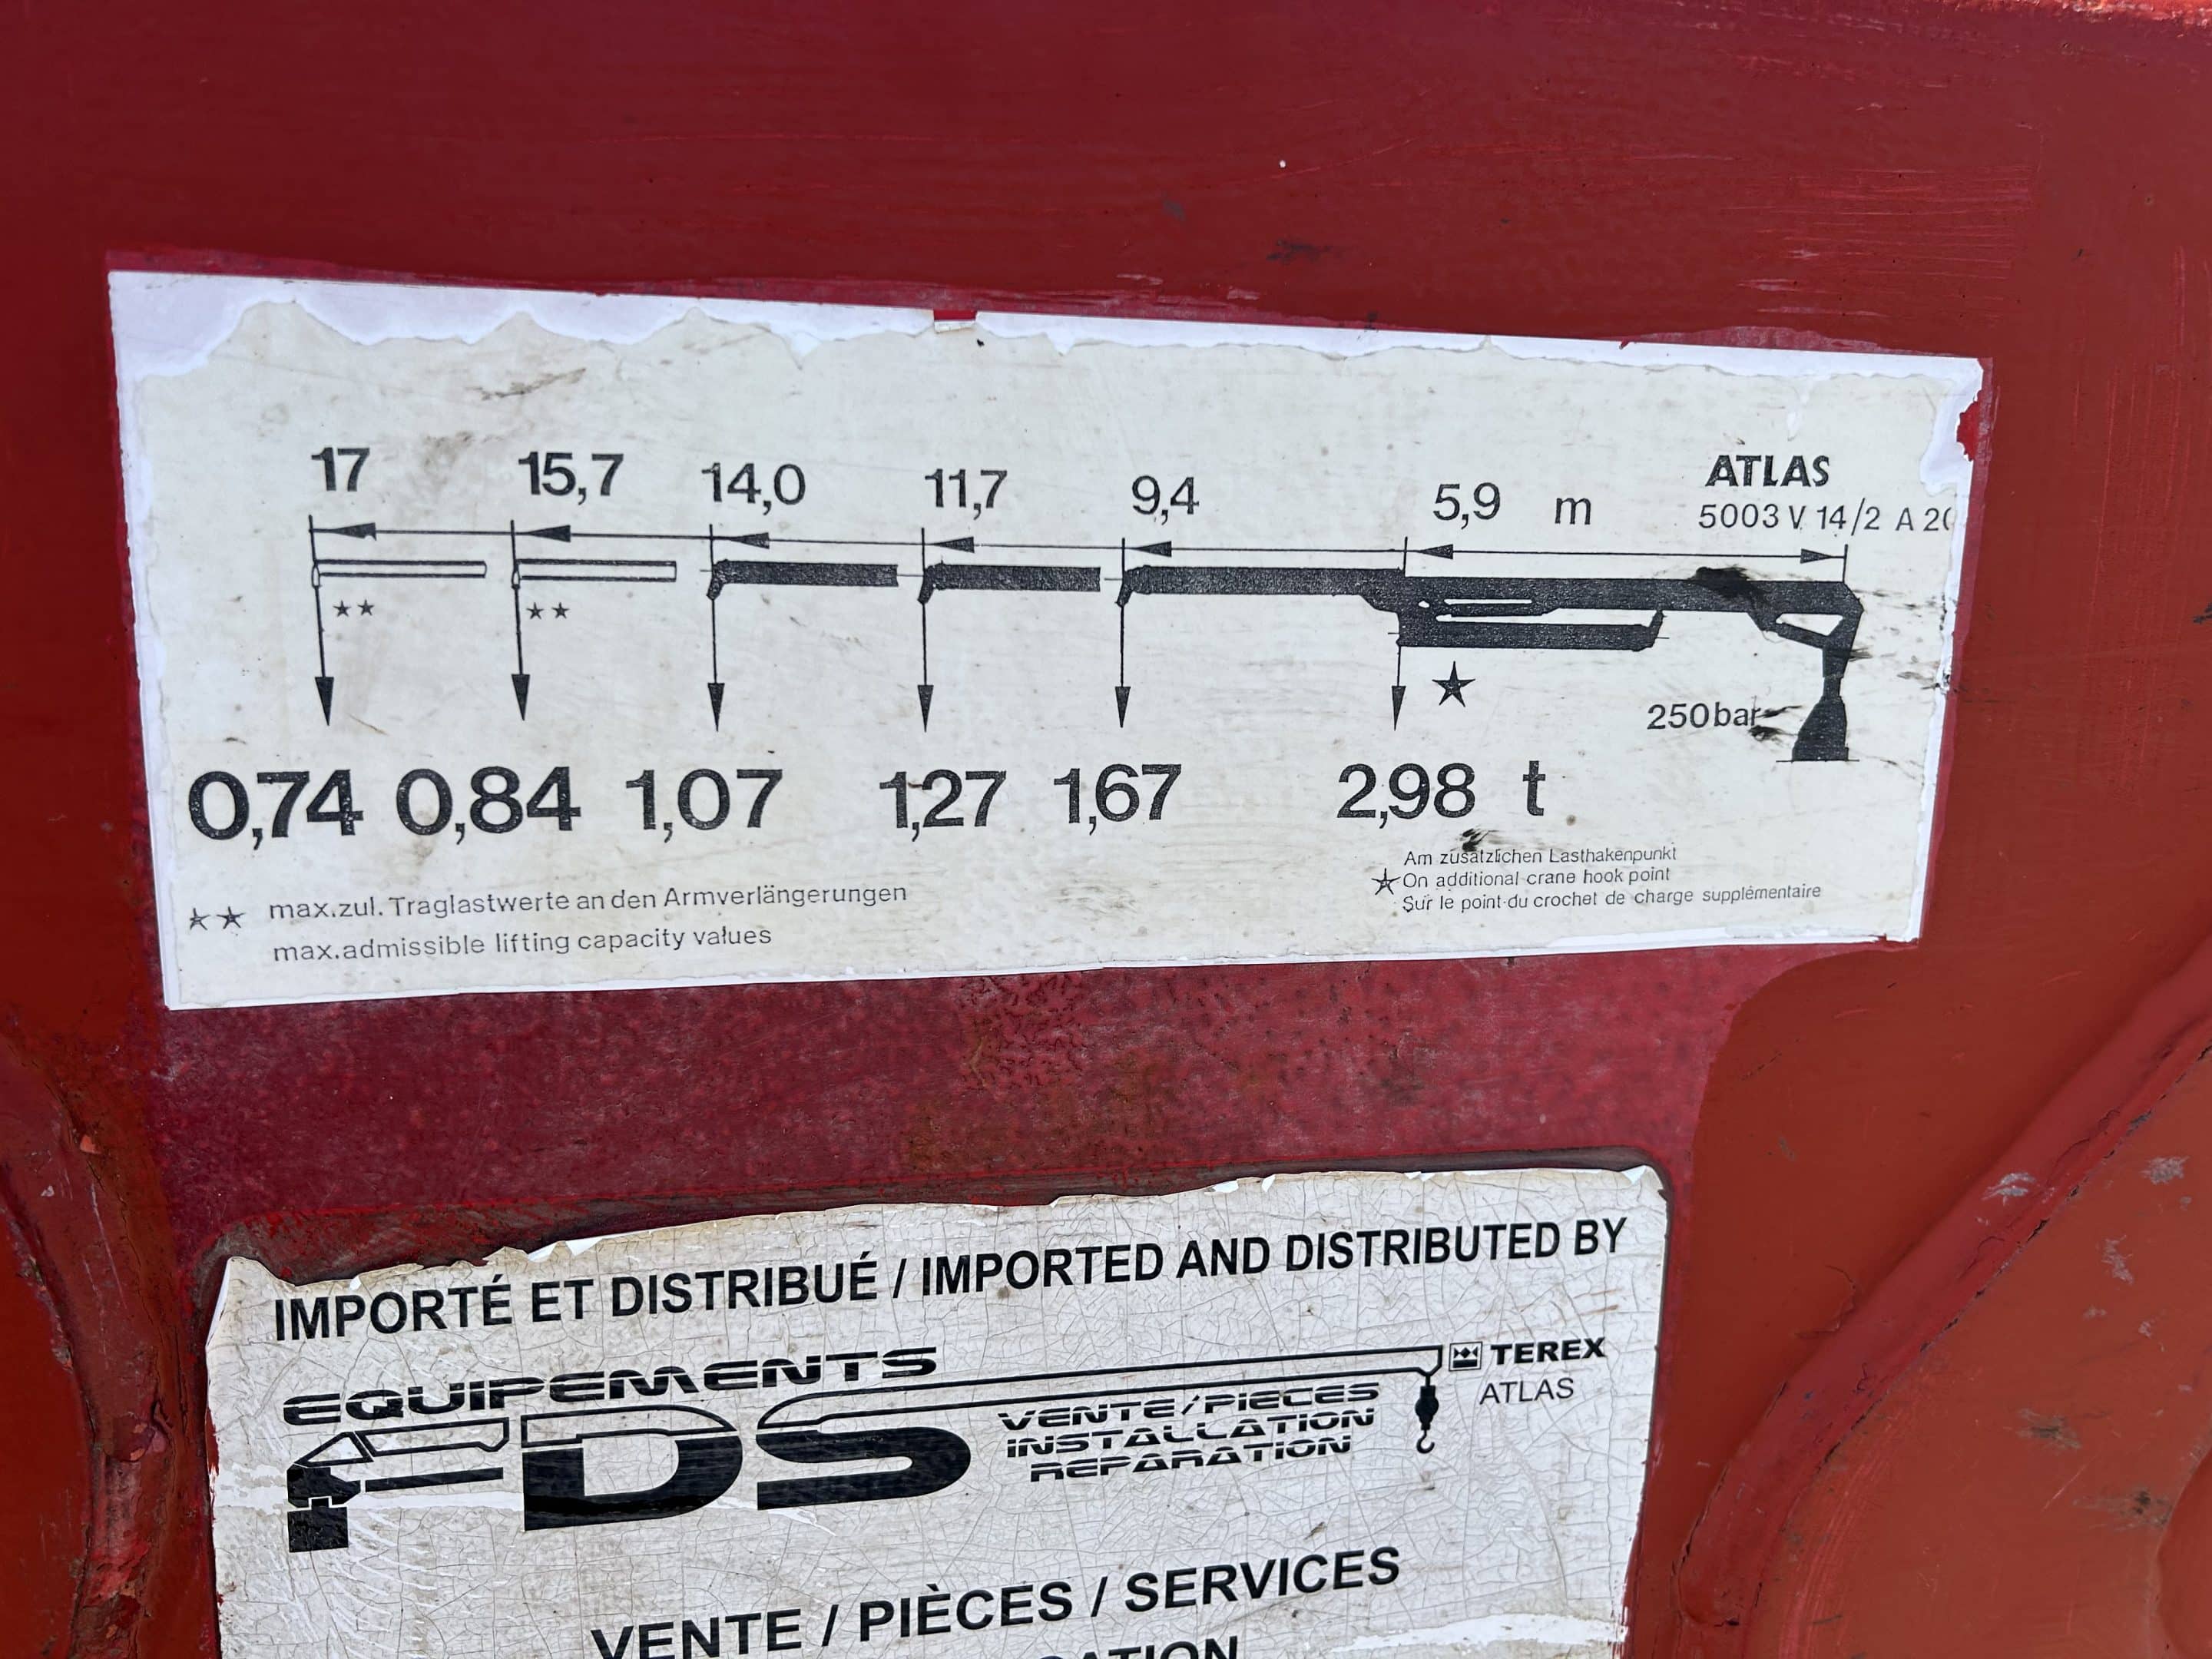 17 15,7 14,0 11,7 9,4 5,9 m
ATLAS
5003 V 14/2 A
★★ ★★
★
250 bar
0,74 0,84 1,07 1,27 1,67 2,98 t
★★ max.zul. Traglastwerte an den Armverlängerungen
max.admissible lifting capacity values
Am zusätzlichen Lasthakenpunkt
★ On additional crane hook point
Sur le point du crochet de charge supplémentaire
IMPORTÉ ET DISTRIBUÉ / IMPORTED AND DISTRIBUTED BY
EQUIPEMENTS
FDS
VENTE/PIECES
INSTALLATION
REPARATION
TEREX
ATLAS
VENTE / PIÈCES / SERVICES